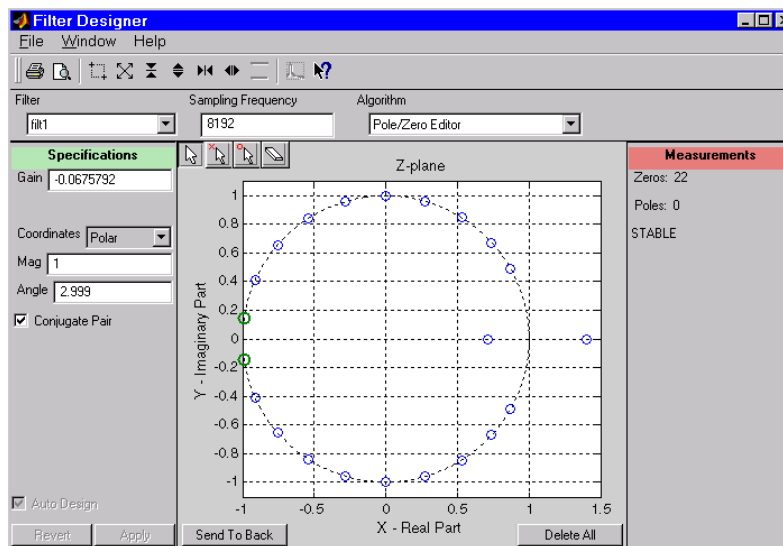 Filter Designer
File Window Help
Filter
Sampling Frequency
Algorithm
filt1
8192
Pole/Zero Editor
Specifications
Gain -0.0675792
Coordinates Polar
Mag 1
Angle 2.999
Conjugate Pair
Auto Design
Revert Apply
Z-plane
1
0.8
0.6
0.4
0.2
0
-0.2
-0.4
-0.6
-0.8
-1
Y - Imaginary Part
-1 -0.5 0 0.5 1 1.5
X - Real Part
Send To Back
Delete All
Measurements
Zeros: 22
Poles: 0
STABLE